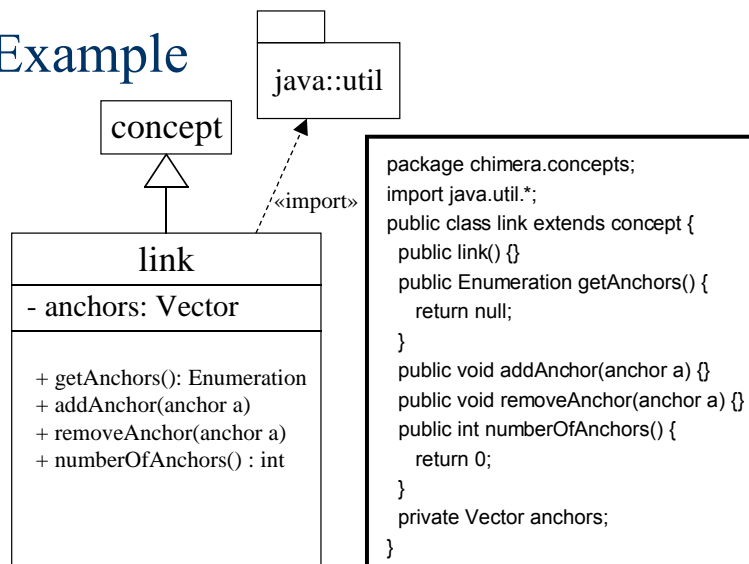 Example
java::util
concept
«import»
link
- anchors: Vector
+ getAnchors(): Enumeration
+ addAnchor(anchor a)
+ removeAnchor(anchor a)
+ numberOfAnchors() : int
package chimera.concepts;
import java.util.*;
public class link extends concept {
public link() {}
public Enumeration getAnchors() {
return null;
}
public void addAnchor(anchor a) {}
public void removeAnchor(anchor a) {}
public int numberOfAnchors() {
return 0;
}
private Vector anchors;
}